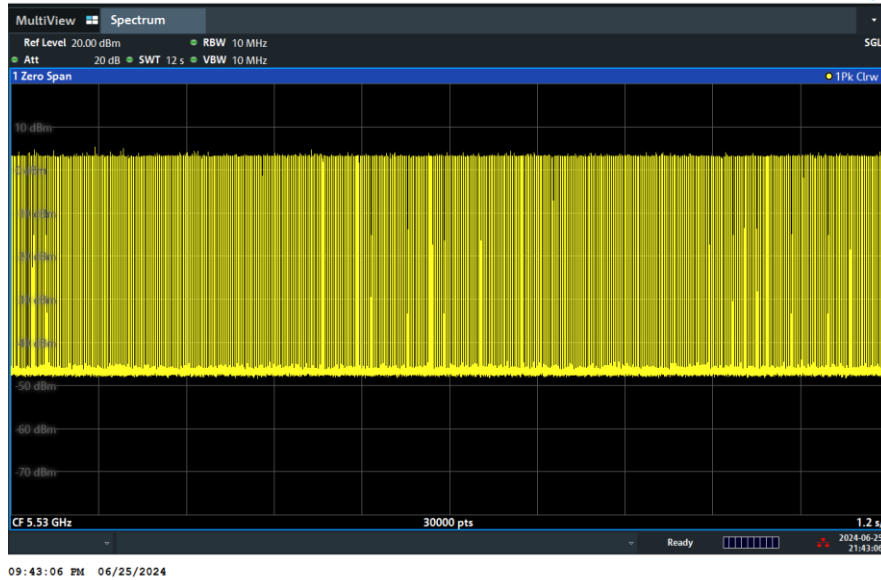 MultiView Spectrum
Ref Level 20.00 dBm RBW 10 MHz SGL
Att 20 dB SWT 12 s VBW 10 MHz
1 Zero Span 1Pk Clrw
10 dBm
-50 dBm
-60 dBm
-70 dBm
CF 5.53 GHz 30000 pts 1.2 s/
Ready 2024-06-25
21:43:06
09:43:06 PM 06/25/2024